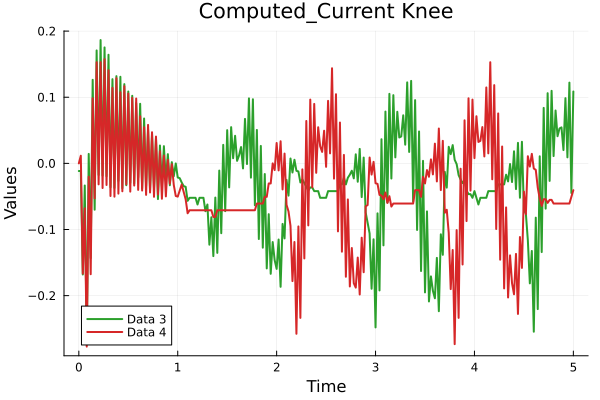 Computed_Current Knee
0.2
0.1
0.0
−0.1
−0.2
Values
Data 3
Data 4
0 1 2 3 4 5
Time